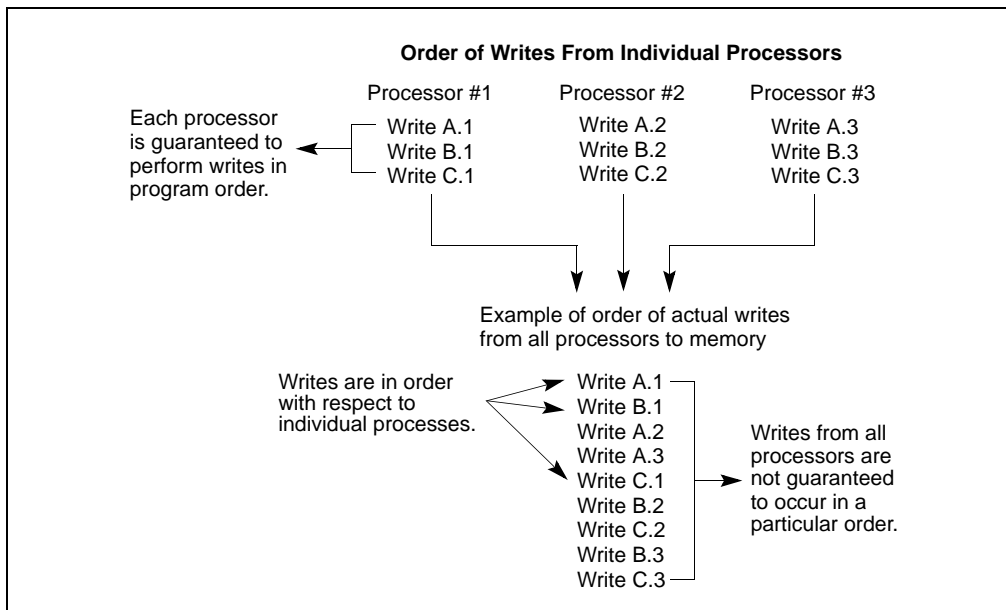 Order of Writes From Individual Processors
Processor #1
Processor #2
Processor #3
Each processor
is guaranteed to
perform writes in
program order.
Write A.1
Write B.1
Write C.1
Write A.2
Write B.2
Write C.2
Write A.3
Write B.3
Write C.3
Example of order of actual writes
from all processors to memory
Writes are in order
with respect to
individual processes.
Write A.1
Write B.1
Write A.2
Write A.3
Write C.1
Write B.2
Write C.2
Write B.3
Write C.3
Writes from all
processors are
not guaranteed
to occur in a
particular order.